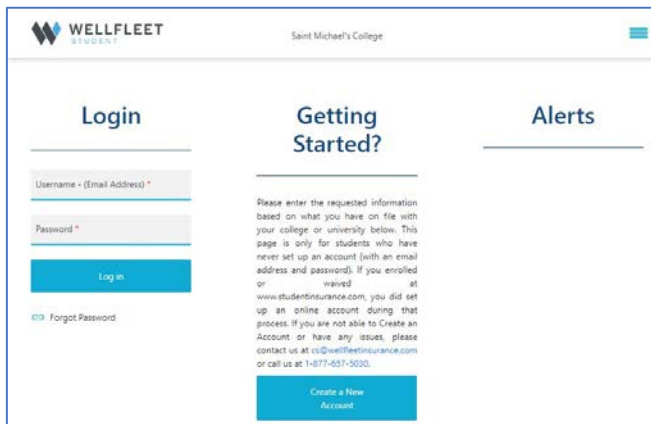 WELLFLEET
STUDENT
Saint Michael's College
Login
Username - (Email Address) *
Password *
Log in
Forgot Password
Getting
Started?
Please enter the requested information
based on what you have on file with
your college or university below. This
page is only for students who have
never set up an account (with an email
address and password). If you enrolled
or waived at
www.studentinsurance.com, you did set
up an online account during that
process. If you are not able to Create an
Account or have any issues, please
contact us at cs@wellfleetinsurance.com
or call us at 1-877-657-5030.
Create a New
Account
Alerts